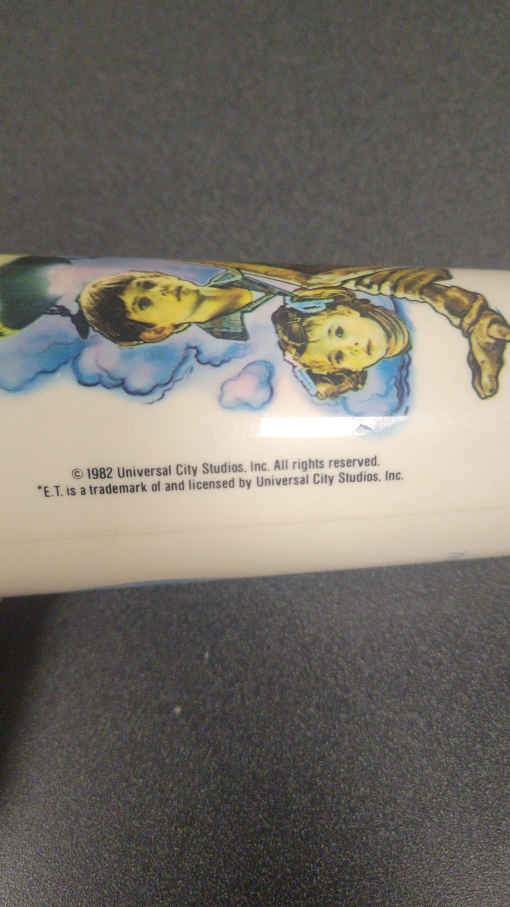 © 1982 Universal City Studios, Inc. All rights reserved.
*E.T. is a trademark of and licensed by Universal City Studios, Inc.